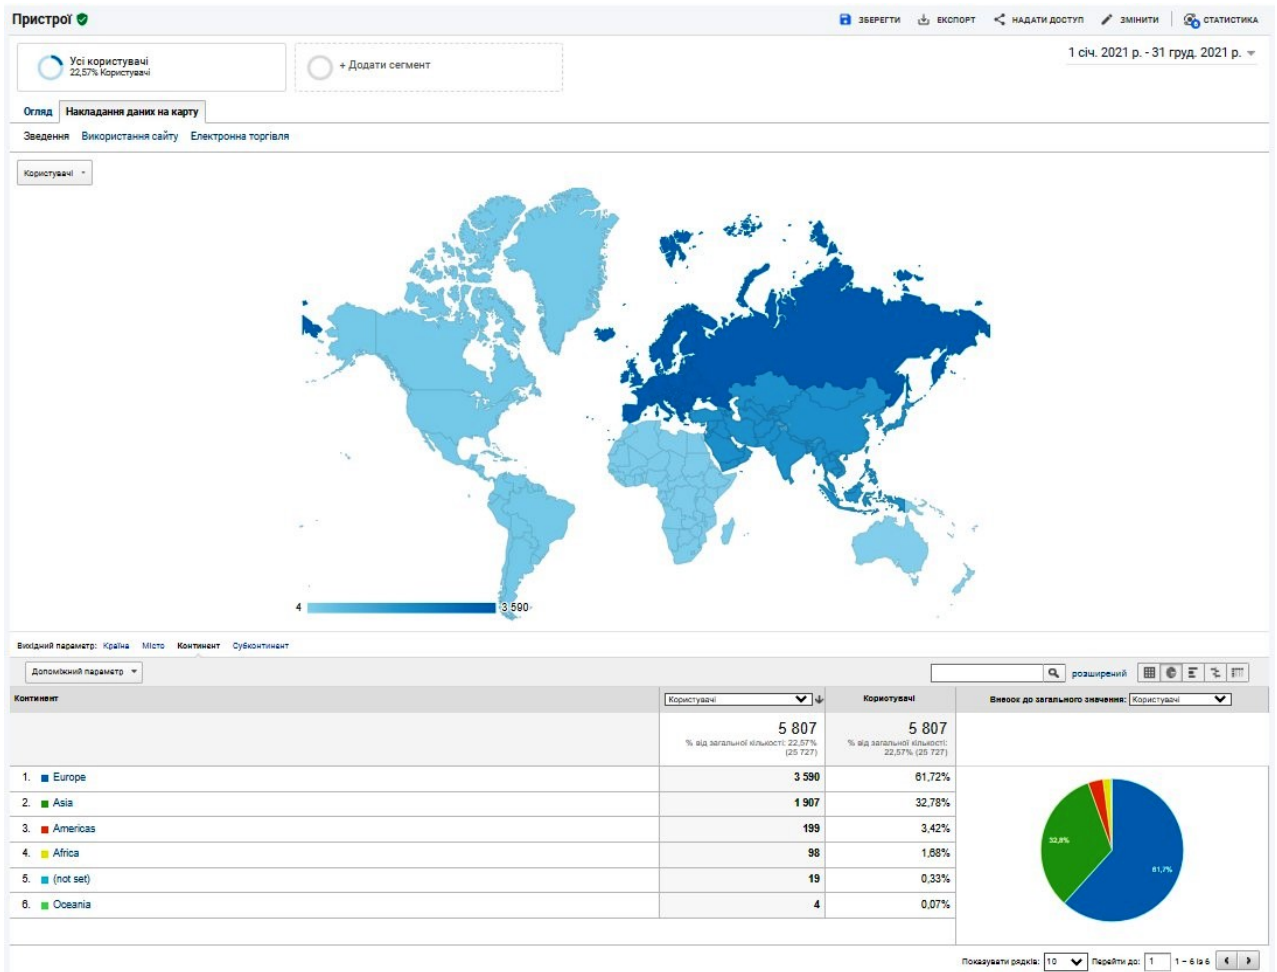 Пристрої
ЗБЕРЕГТИ ЕКСПОРТ НАДАТИ ДОСТУП ЗМІНИТИ СТАТИСТИКА
Усі користувачі
22,57% Користувачі
+ Додати сегмент
1 січ. 2021 р. - 31 груд. 2021 р.
Огляд Накладання даних на карту
Зведення Використання сайту Електронна торгівля
Користувачі
4 3 590
Вихідний параметр: Країна Місто Континент Субконтинент
Допоміжний параметр
розширений
Континент Користувачі Користувачі Внесок до загального значення: Користувачі
5 807 5 807
% від загальної кількості: 22,57% (25 727) % від загальної кількості: 22,57% (25 727)
1. Europe 3 590 61,72%
2. Asia 1 907 32,78%
3. Americas 199 3,42%
4. Africa 98 1,68%
5. (not set) 19 0,33%
6. Oceania 4 0,07%
32,8%
61,7%
Показувати рядків: 10 Перейти до: 1 1 – 6 із 6